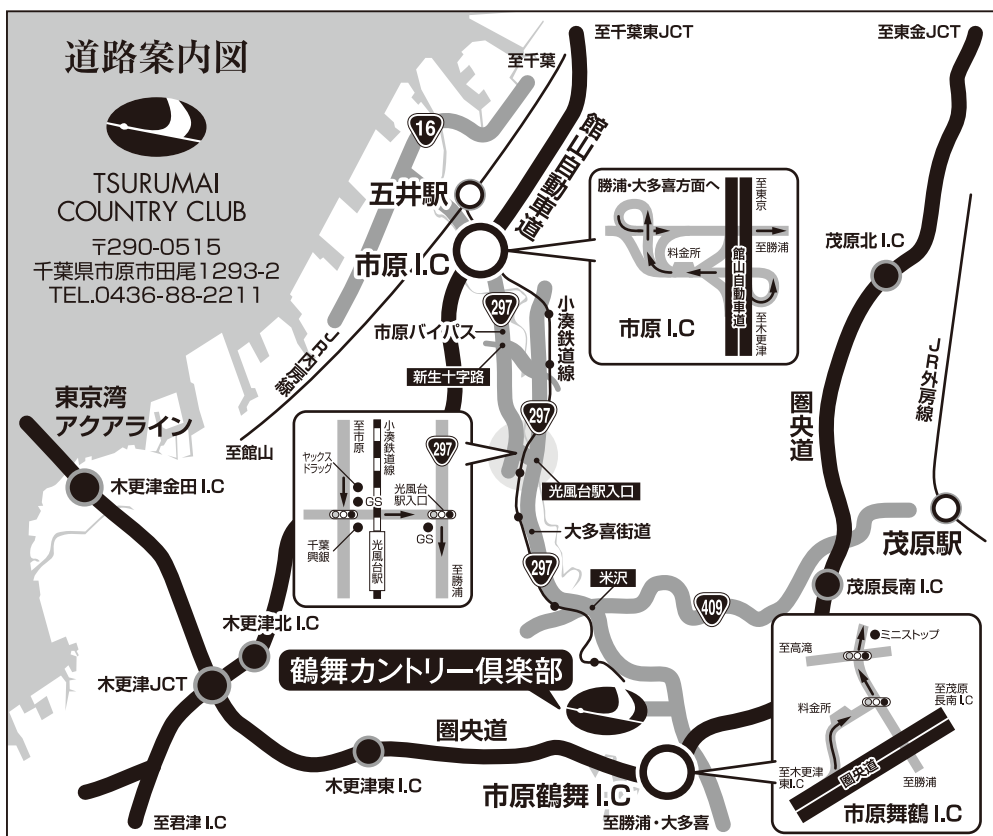 道路案内図
TSURUMAI
COUNTRY CLUB
〒290-0515
千葉県市原市田尾1293-2
TEL.0436-88-2211
至千葉東JCT
至東金JCT
至千葉
16
館山自動車道
五井駅
市原I.C
勝浦・大多喜方面へ
至東京
料金所
至勝浦
館山自動車道
至木更津
市原I.C
茂原北I.C
297
市原バイパス
小湊鉄道線
新生十字路
JR内房線
至館山
JR外房線
圏央道
東京湾
アクアライン
木更津金田I.C
至市原
小湊鉄道線
297
ヤックス
ドラッグ
GS
光風台
駅入口
千葉
興銀
光風台駅
GS
至勝浦
297
光風台駅入口
大多喜街道
茂原駅
297
米沢
409
茂原長南I.C
木更津北I.C
木更津JCT
鶴舞カントリー倶楽部
圏央道
木更津東I.C
市原鶴舞I.C
至君津I.C
至勝浦・大多喜
ミニストップ
至高滝
至茂原
長南I.C
料金所
至木更津
東I.C
圏央道
至勝浦
市原舞鶴I.C